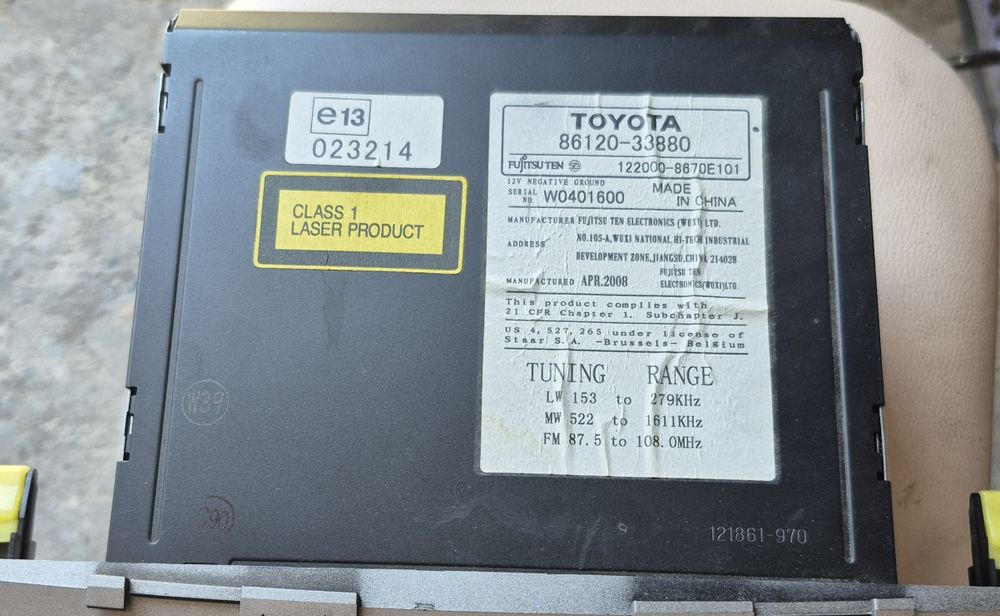 e13
023214
CLASS 1
LASER PRODUCT
TOYOTA
86120-33880
FUJITSU TEN 122000-8670E101
12V NEGATIVE GROUND
SERIAL NO. W0401600
MADE IN CHINA
MANUFACTURER FUJITSU TEN ELECTRONICS (WUXI) LTD.
ADDRESS NO.105-A, WUXI NATIONAL HI-TECH INDUSTRIAL
DEVELOPMENT ZONE, JIANGSU, CHINA 214028
MANUFACTURED APR.2008 FUJITSU TEN ELECTRONICS(WUXI)LTD.
This product complies with
21 CFR Chapter 1. Subchapter J.
US 4, 527, 265 under license of
Staar S.A. -Brussels- Belgium
TUNING RANGE
LW 153 to 279KHz
MW 522 to 1611KHz
FM 87.5 to 108.0MHz
121861-970